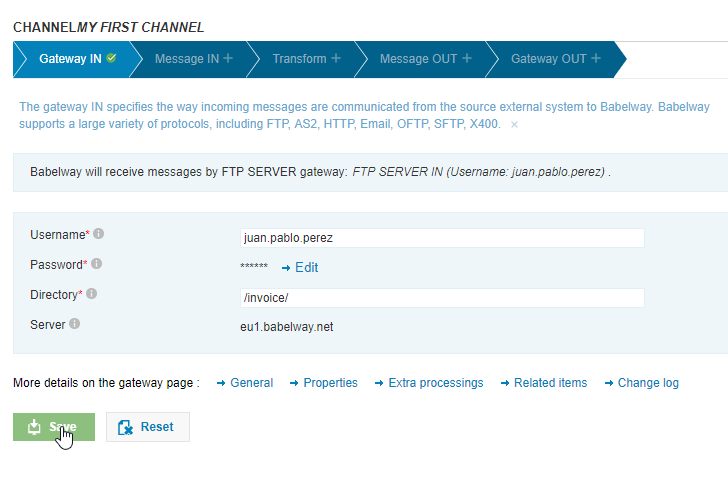 CHANNELMY FIRST CHANNEL
Gateway IN Message IN + Transform + Message OUT + Gateway OUT +
The gateway IN specifies the way incoming messages are communicated from the source external system to Babelway. Babelway
supports a large variety of protocols, including FTP, AS2, HTTP, Email, OFTP, SFTP, X400. ×
Babelway will receive messages by FTP SERVER gateway: FTP SERVER IN (Username: juan.pablo.perez) .
Username* juan.pablo.perez
Password* ****** → Edit
Directory* /invoice/
Server eu1.babelway.net
More details on the gateway page : → General → Properties → Extra processings → Related items → Change log
Save Reset